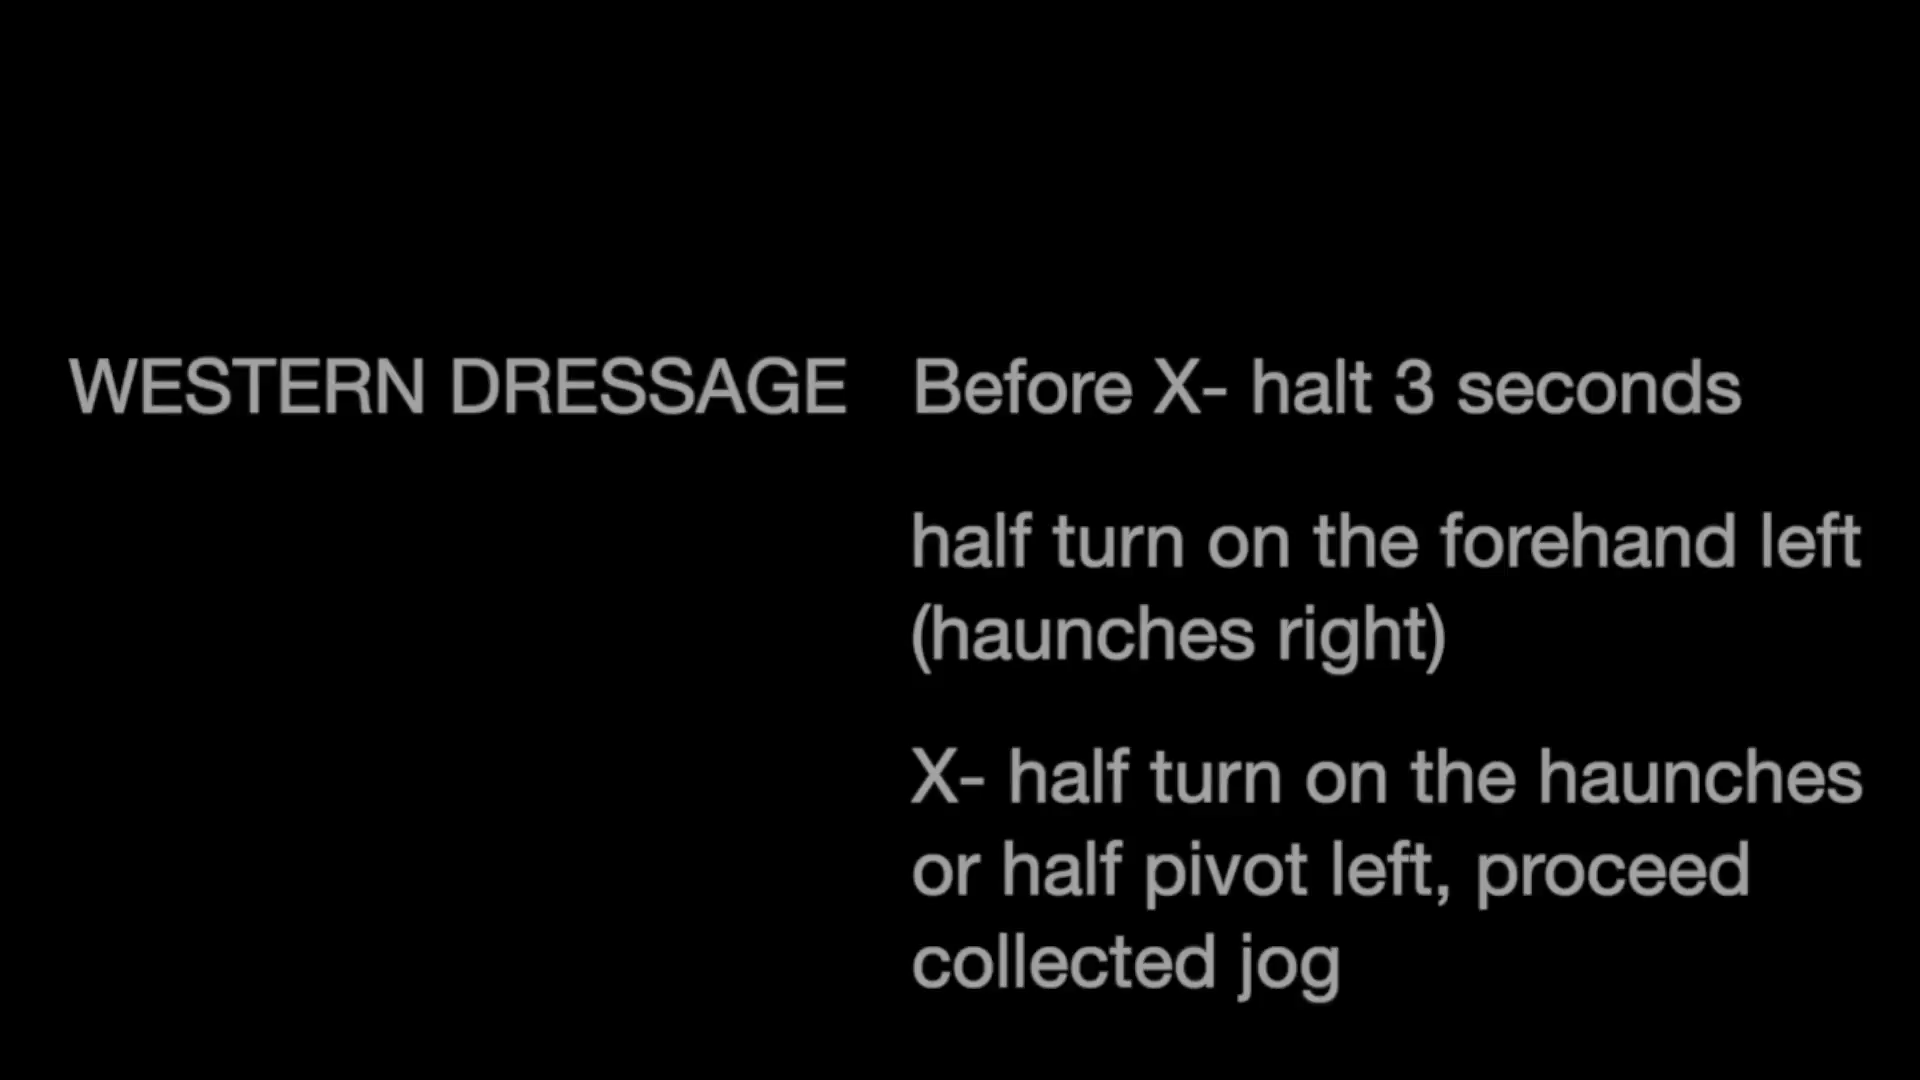 WESTERN DRESSAGE Before X- halt 3 seconds
half turn on the forehand left
(haunches right)
X- half turn on the haunches
or half pivot left, proceed
collected jog